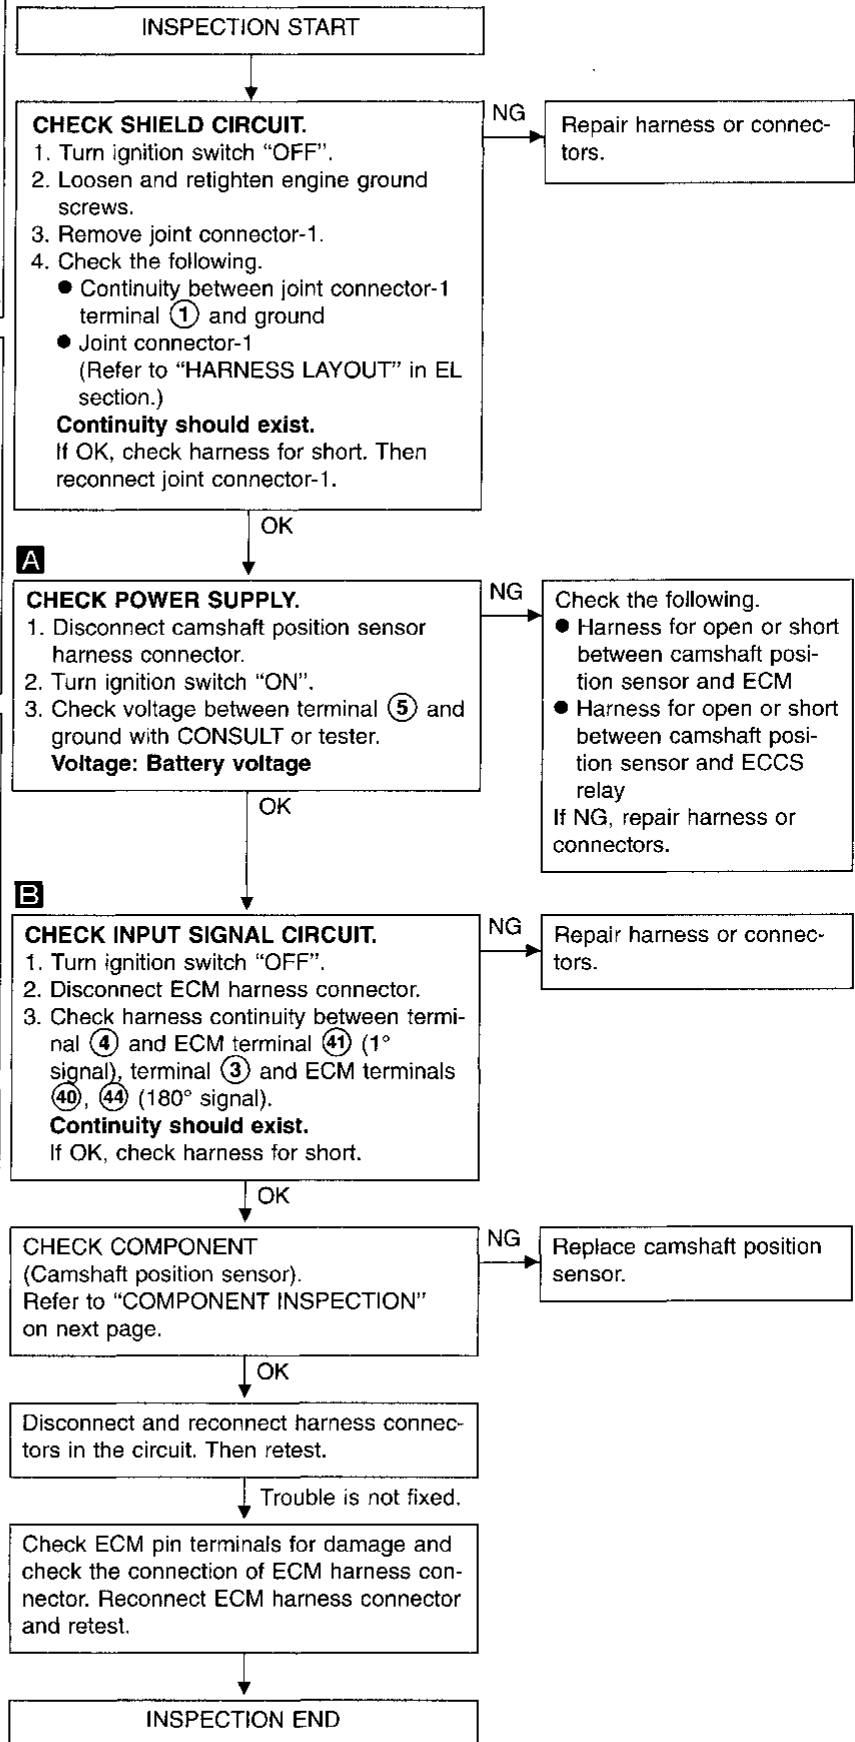 INSPECTION START
CHECK SHIELD CIRCUIT.
1. Turn ignition switch “OFF”.
2. Loosen and retighten engine ground
screws.
3. Remove joint connector-1.
4. Check the following.
● Continuity between joint connector-1
terminal ① and ground
● Joint connector-1
(Refer to “HARNESS LAYOUT” in EL
section.)
Continuity should exist.
If OK, check harness for short. Then
reconnect joint connector-1.
NG
Repair harness or connec-
tors.
OK
A
CHECK POWER SUPPLY.
1. Disconnect camshaft position sensor
harness connector.
2. Turn ignition switch “ON”.
3. Check voltage between terminal ⑤ and
ground with CONSULT or tester.
Voltage: Battery voltage
NG
Check the following.
● Harness for open or short
between camshaft posi-
tion sensor and ECM
● Harness for open or short
between camshaft posi-
tion sensor and ECCS
relay
If NG, repair harness or
connectors.
OK
B
CHECK INPUT SIGNAL CIRCUIT.
1. Turn ignition switch “OFF”.
2. Disconnect ECM harness connector.
3. Check harness continuity between termi-
nal ④ and ECM terminal ㊶ (1°
signal), terminal ③ and ECM terminals
㊵, ㊹ (180° signal).
Continuity should exist.
If OK, check harness for short.
NG
Repair harness or connec-
tors.
OK
CHECK COMPONENT
(Camshaft position sensor).
Refer to “COMPONENT INSPECTION”
on next page.
NG
Replace camshaft position
sensor.
OK
Disconnect and reconnect harness connec-
tors in the circuit. Then retest.
Trouble is not fixed.
Check ECM pin terminals for damage and
check the connection of ECM harness con-
nector. Reconnect ECM harness connector
and retest.
INSPECTION END